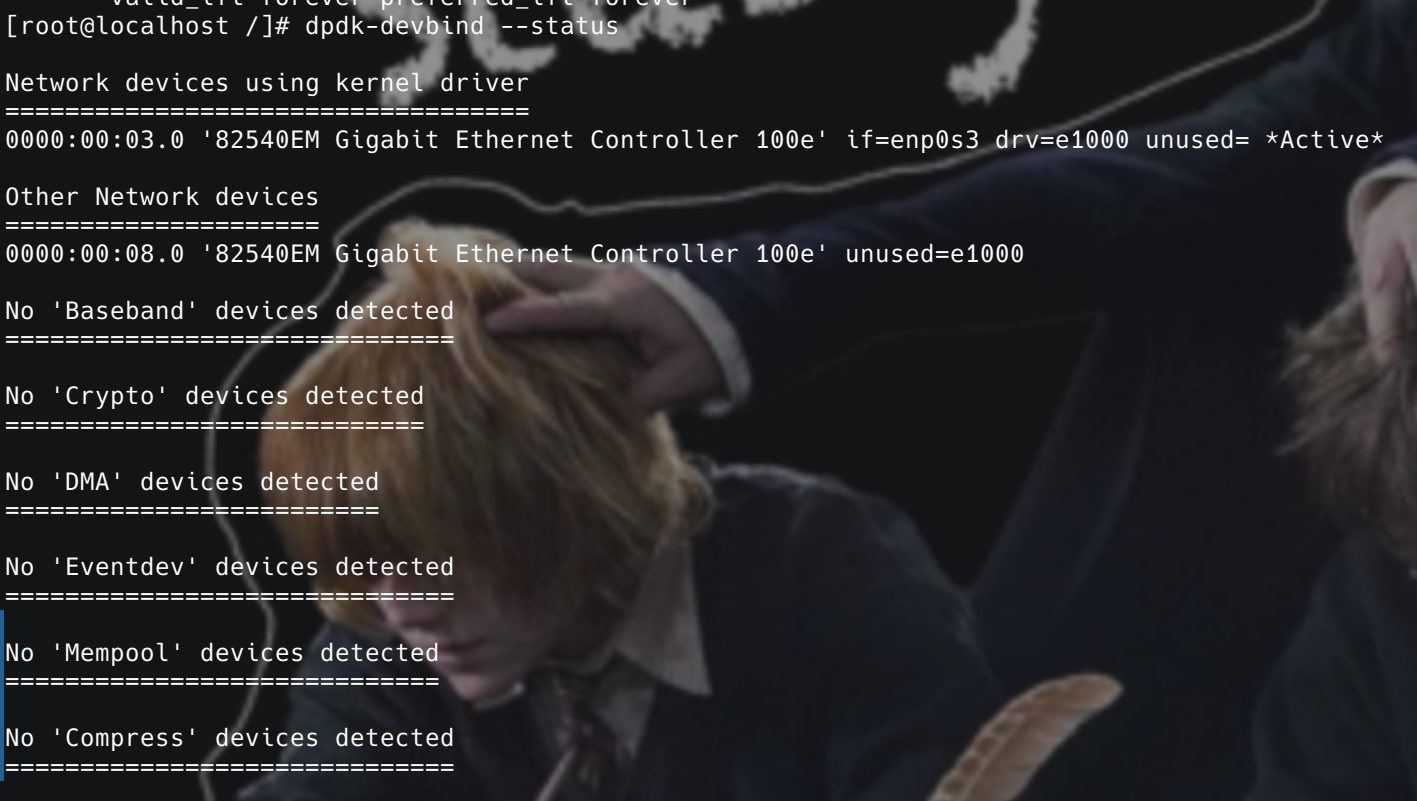 valid_lft forever preferred_lft forever
[root@localhost /]# dpdk-devbind --status
Network devices using kernel driver
===================================
0000:00:03.0 '82540EM Gigabit Ethernet Controller 100e' if=enp0s3 drv=e1000 unused= *Active*
Other Network devices
=====================
0000:00:08.0 '82540EM Gigabit Ethernet Controller 100e' unused=e1000
No 'Baseband' devices detected
==============================
No 'Crypto' devices detected
============================
No 'DMA' devices detected
=========================
No 'Eventdev' devices detected
==============================
No 'Mempool' devices detected
=============================
No 'Compress' devices detected
==============================